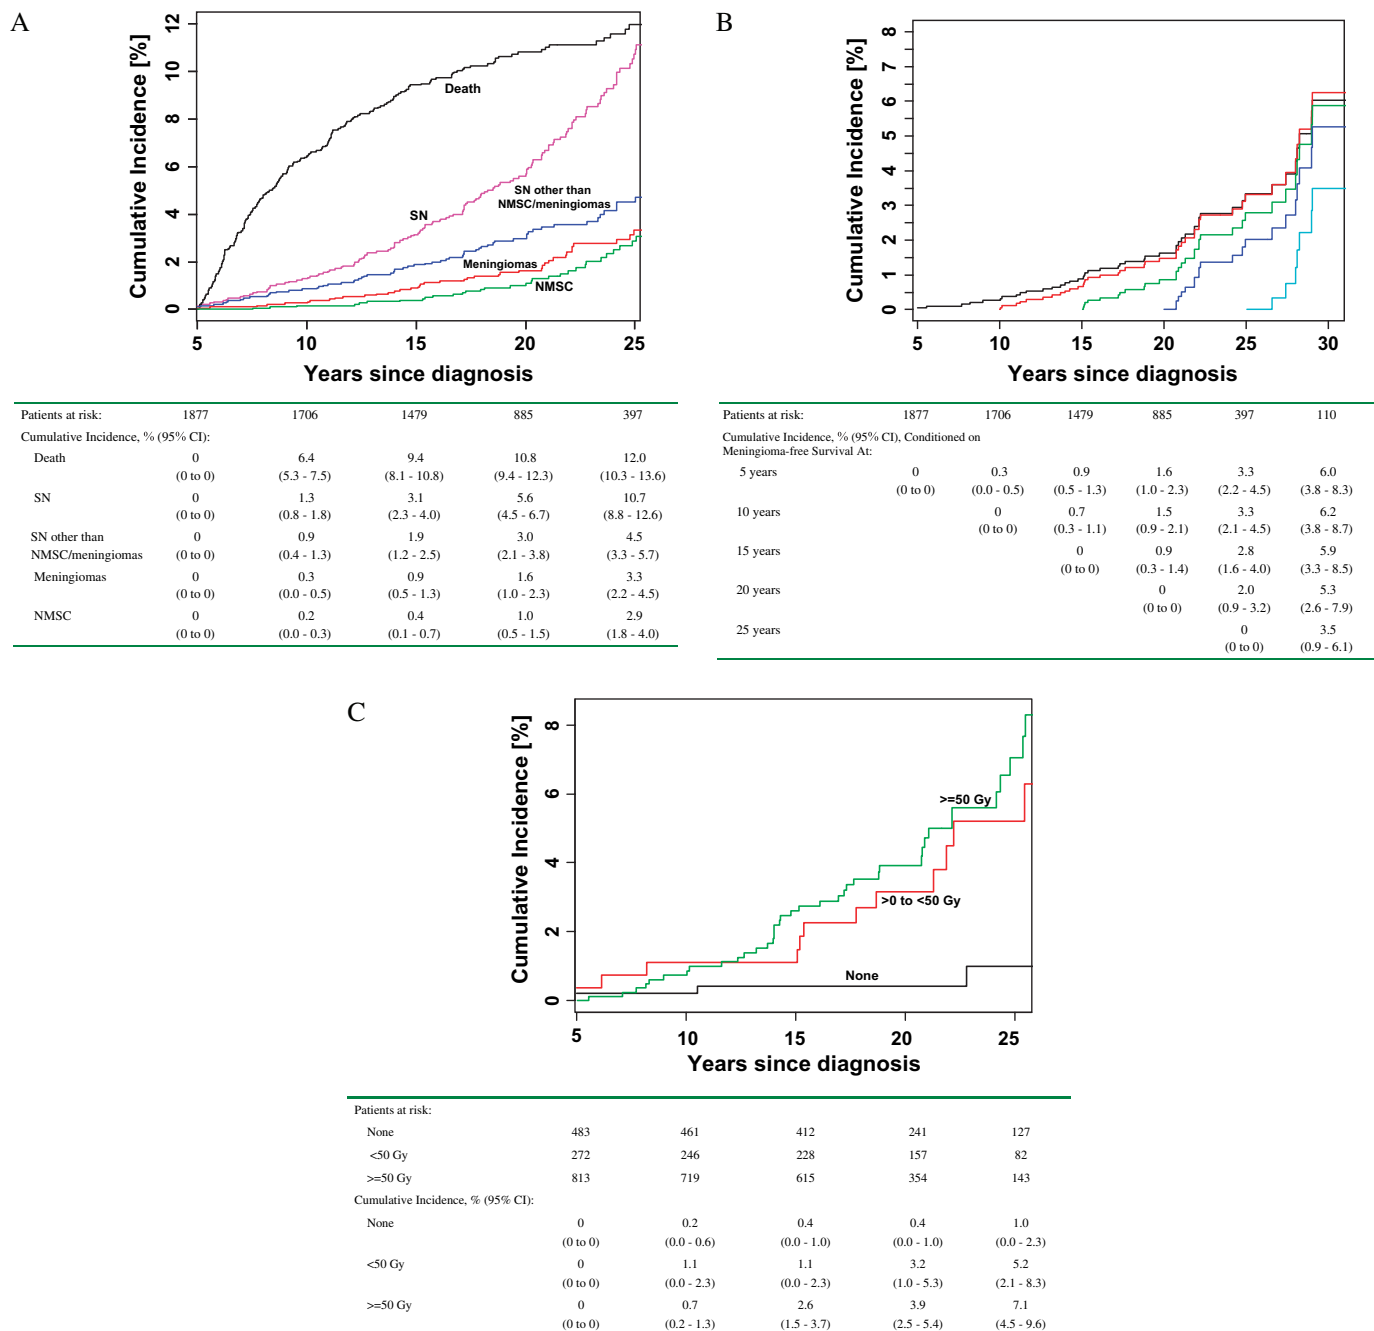 A
Cumulative Incidence [%]
12
10
8
6
4
2
0
Death
SN
SN other than
NMSC/meningiomas
Meningiomas
NMSC
5 10 15 20 25
Years since diagnosis
Patients at risk: 1877 1706 1479 885 397
Cumulative Incidence, % (95% CI):
Death 0 6.4 9.4 10.8 12.0
(0 to 0) (5.3 - 7.5) (8.1 - 10.8) (9.4 - 12.3) (10.3 - 13.6)
SN 0 1.3 3.1 5.6 10.7
(0 to 0) (0.8 - 1.8) (2.3 - 4.0) (4.5 - 6.7) (8.8 - 12.6)
SN other than 0 0.9 1.9 3.0 4.5
NMSC/meningiomas (0 to 0) (0.4 - 1.3) (1.2 - 2.5) (2.1 - 3.8) (3.3 - 5.7)
Meningiomas 0 0.3 0.9 1.6 3.3
(0 to 0) (0.0 - 0.5) (0.5 - 1.3) (1.0 - 2.3) (2.2 - 4.5)
NMSC 0 0.2 0.4 1.0 2.9
(0 to 0) (0.0 - 0.3) (0.1 - 0.7) (0.5 - 1.5) (1.8 - 4.0)
B
Cumulative Incidence [%]
8
7
6
5
4
3
2
1
0
5 10 15 20 25 30
Years since diagnosis
Patients at risk: 1877 1706 1479 885 397 110
Cumulative Incidence, % (95% CI), Conditioned on
Meningioma-free Survival At:
5 years 0 0.3 0.9 1.6 3.3 6.0
(0 to 0) (0.0 - 0.5) (0.5 - 1.3) (1.0 - 2.3) (2.2 - 4.5) (3.8 - 8.3)
10 years 0 0.7 1.5 3.3 6.2
(0 to 0) (0.3 - 1.1) (0.9 - 2.1) (2.1 - 4.5) (3.8 - 8.7)
15 years 0 0.9 2.8 5.9
(0 to 0) (0.3 - 1.4) (1.6 - 4.0) (3.3 - 8.5)
20 years 0 2.0 5.3
(0 to 0) (0.9 - 3.2) (2.6 - 7.9)
25 years 0 3.5
(0 to 0) (0.9 - 6.1)
C
Cumulative Incidence [%]
8
6
4
2
0
>=50 Gy
>0 to <50 Gy
None
5 10 15 20 25
Years since diagnosis
Patients at risk:
None 483 461 412 241 127
<50 Gy 272 246 228 157 82
>=50 Gy 813 719 615 354 143
Cumulative Incidence, % (95% CI):
None 0 0.2 0.4 0.4 1.0
(0 to 0) (0.0 - 0.6) (0.0 - 1.0) (0.0 - 1.0) (0.0 - 2.3)
<50 Gy 0 1.1 1.1 3.2 5.2
(0 to 0) (0.0 - 2.3) (0.0 - 2.3) (1.0 - 5.3) (2.1 - 8.3)
>=50 Gy 0 0.7 2.6 3.9 7.1
(0 to 0) (0.2 - 1.3) (1.5 - 3.7) (2.5 - 5.4) (4.5 - 9.6)